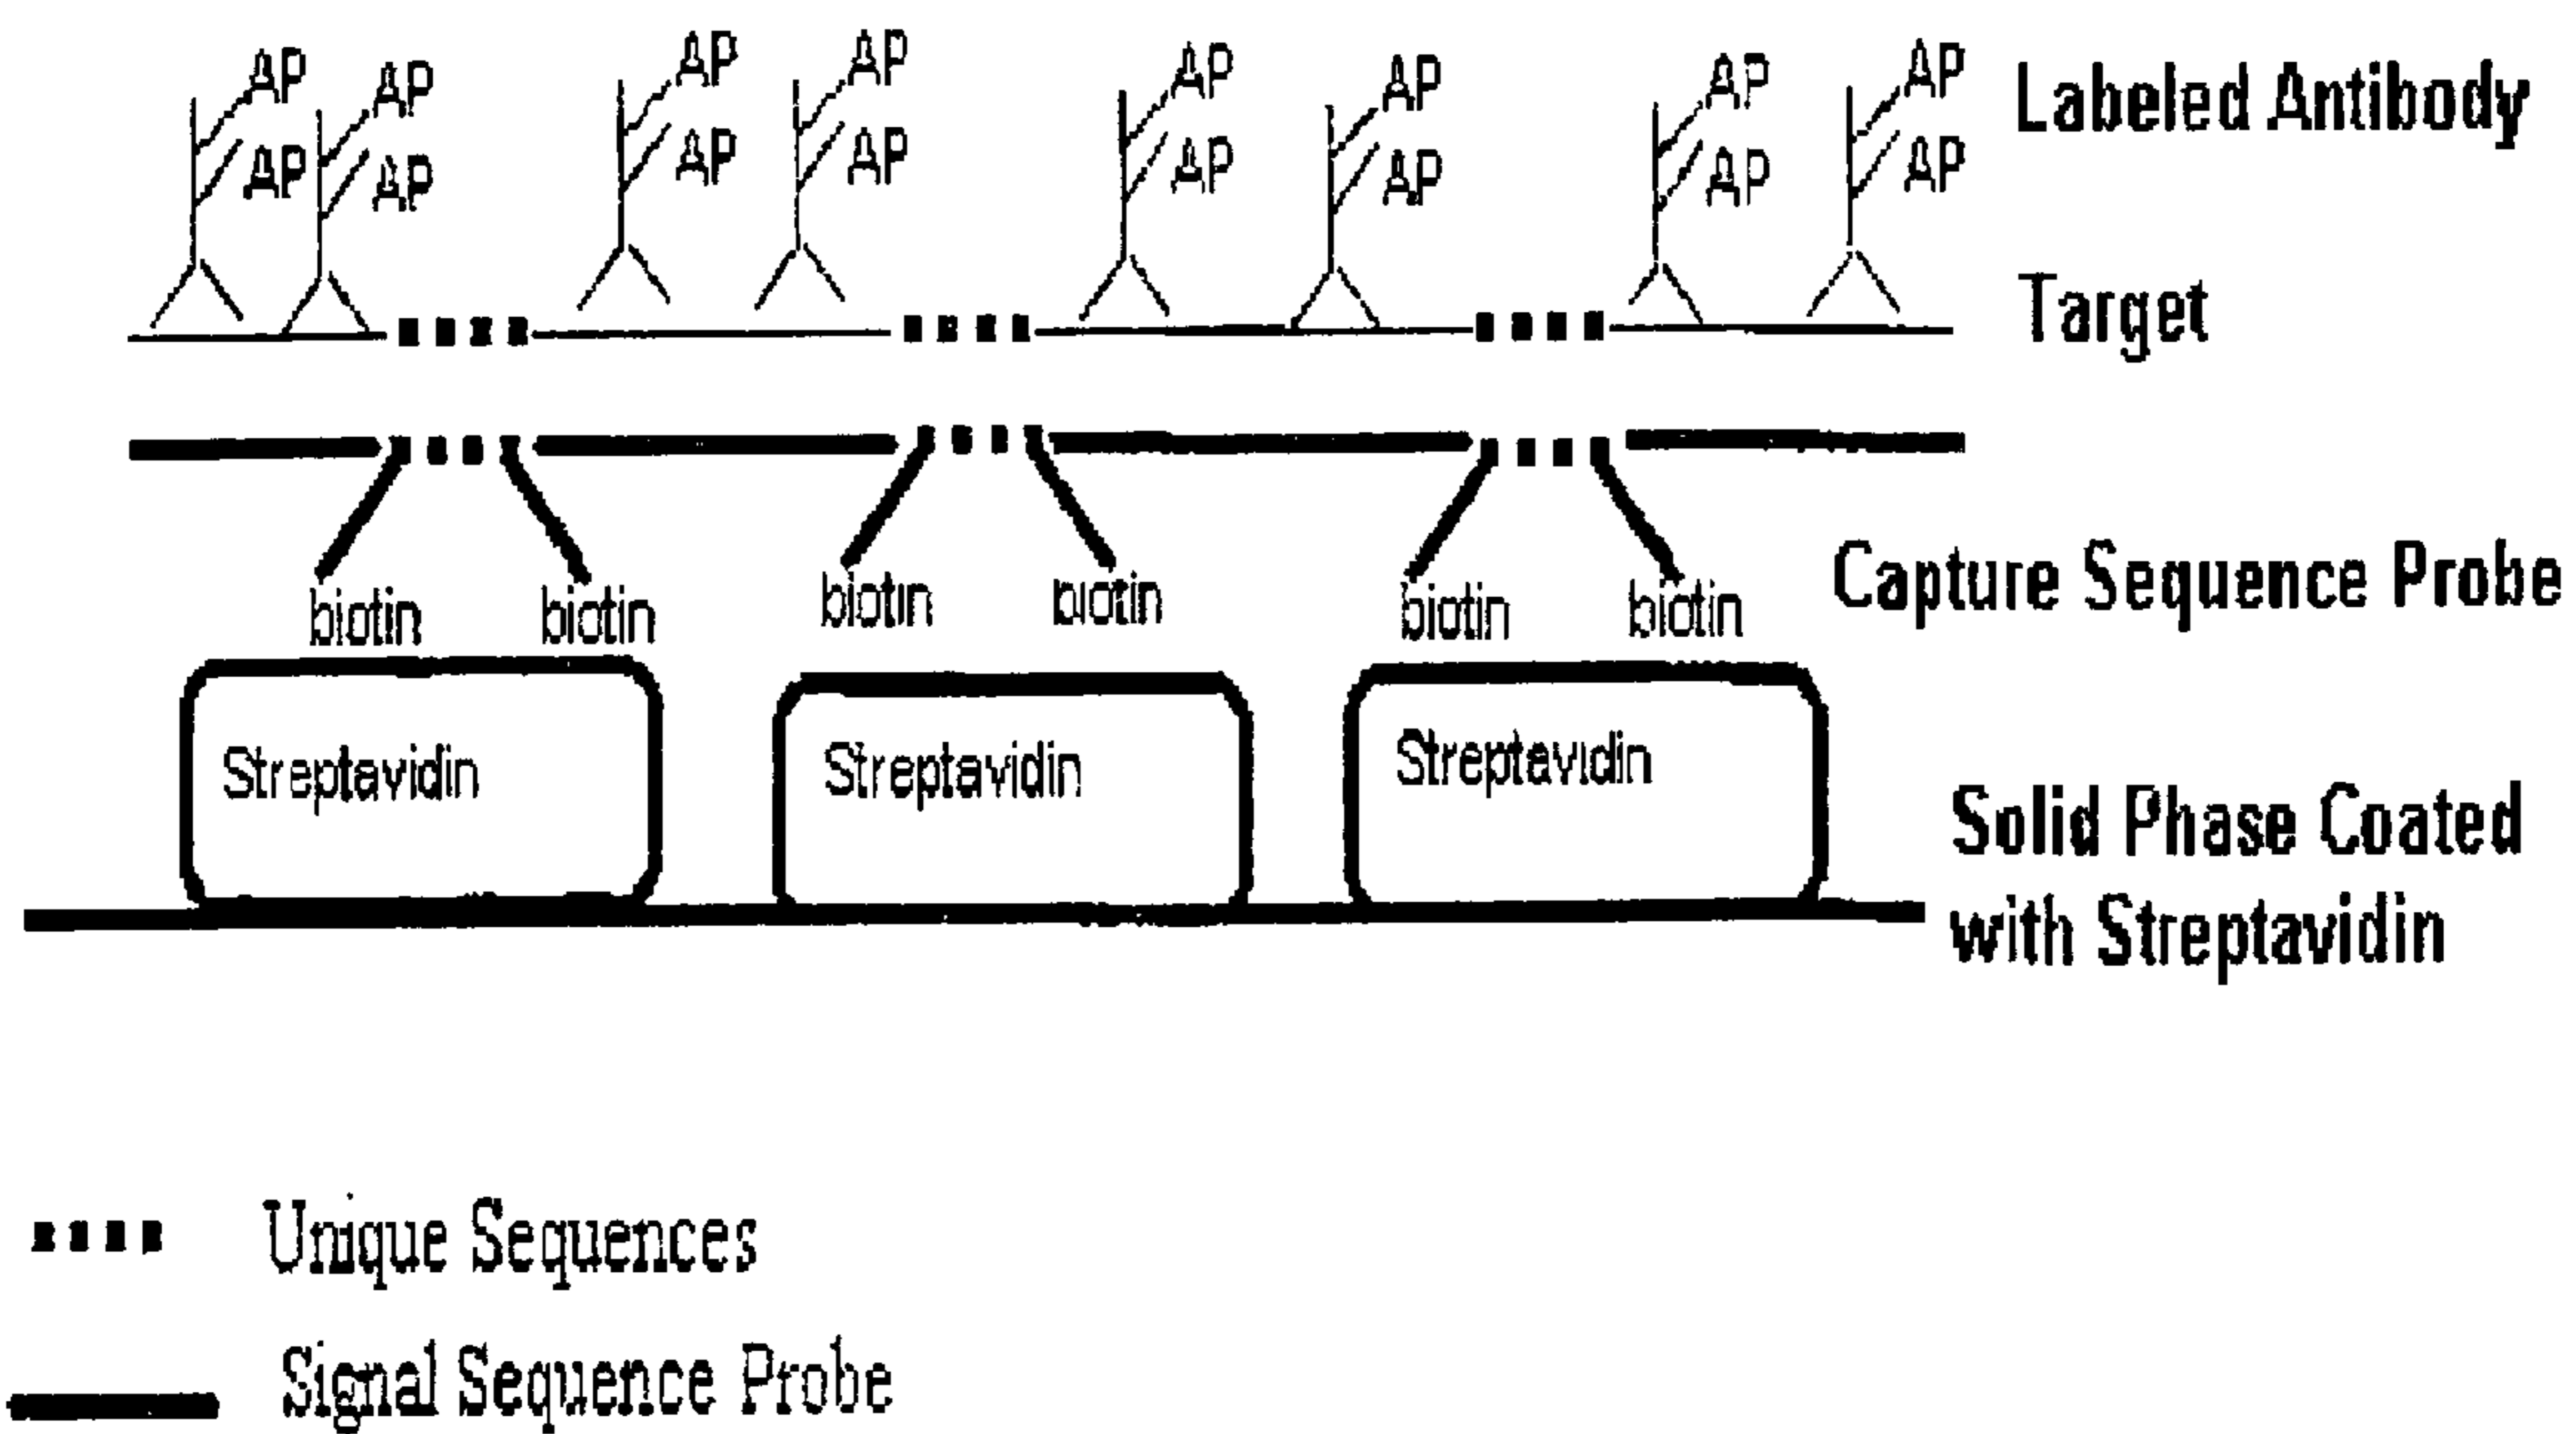 AP AP AP AP AP AP AP AP Labeled Antibody
AP AP AP AP AP AP AP AP
Target
biotin biotin biotin biotin biotin biotin Capture Sequence Probe
Streptavidin Streptavidin Streptavidin
Solid Phase Coated
with Streptavidin
Unique Sequences
Signal Sequence Probe